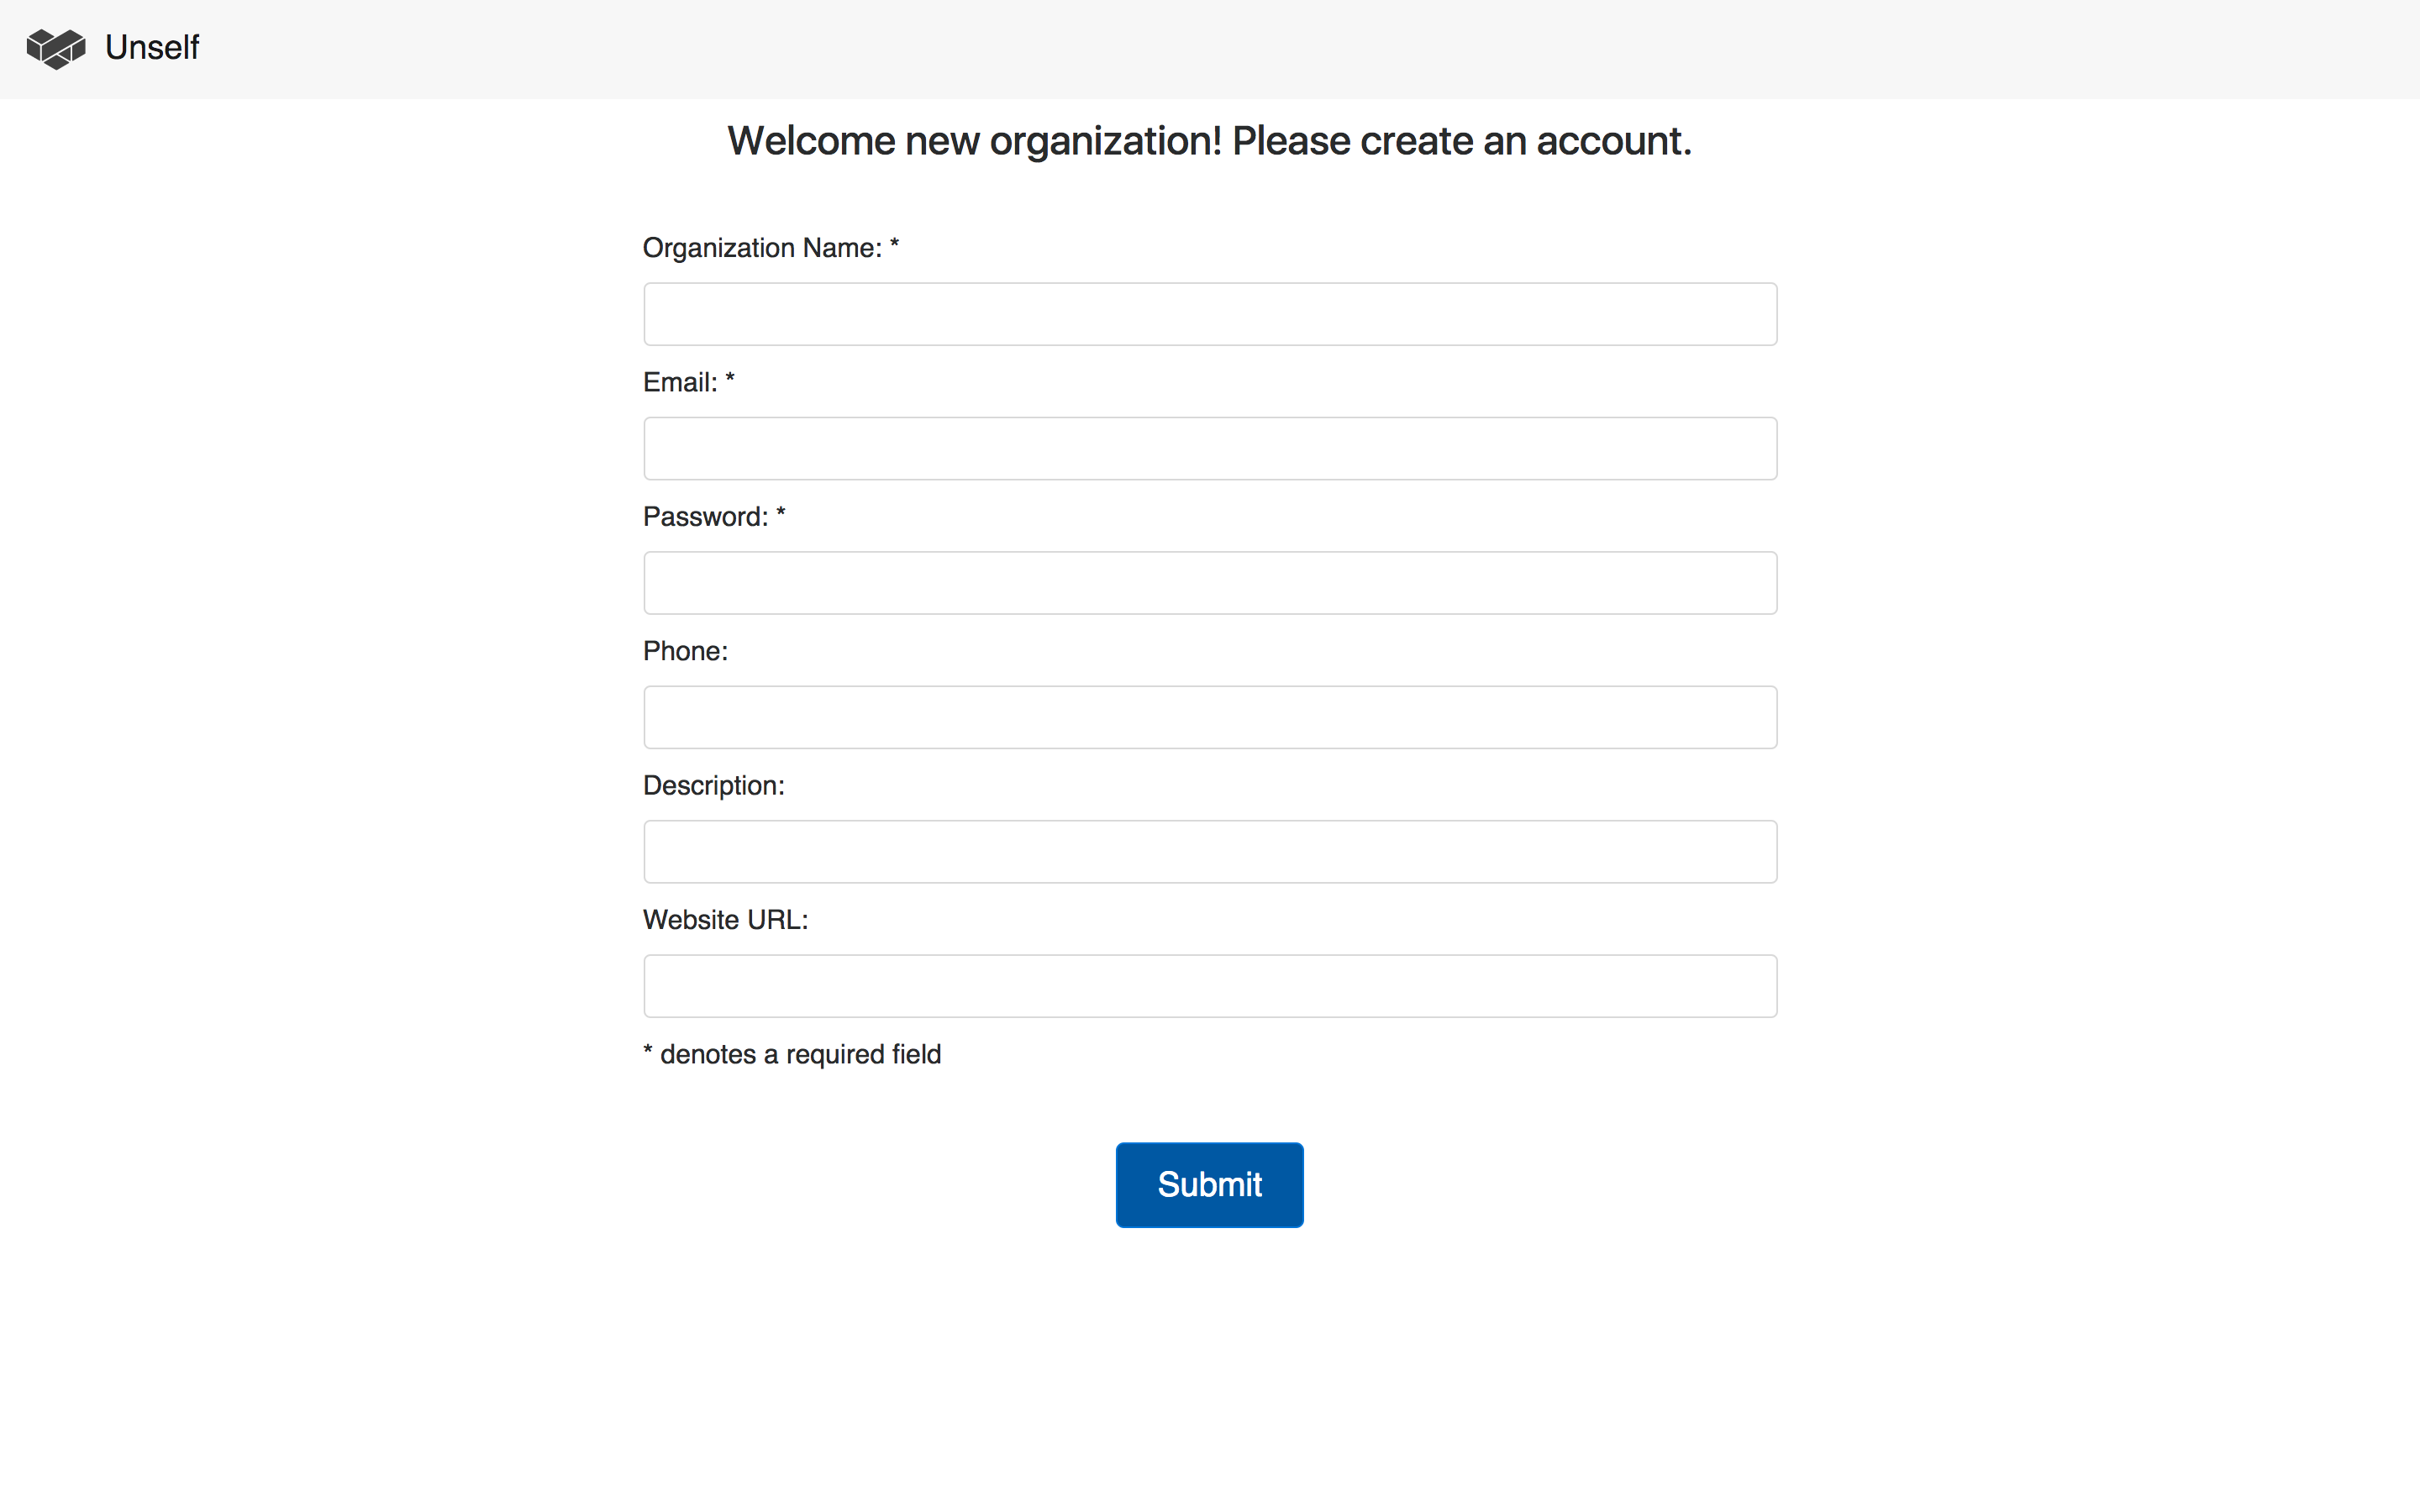 Unself
Welcome new organization! Please create an account.
Organization Name: *
Email: *
Password: *
Phone:
Description:
Website URL:
* denotes a required field
Submit